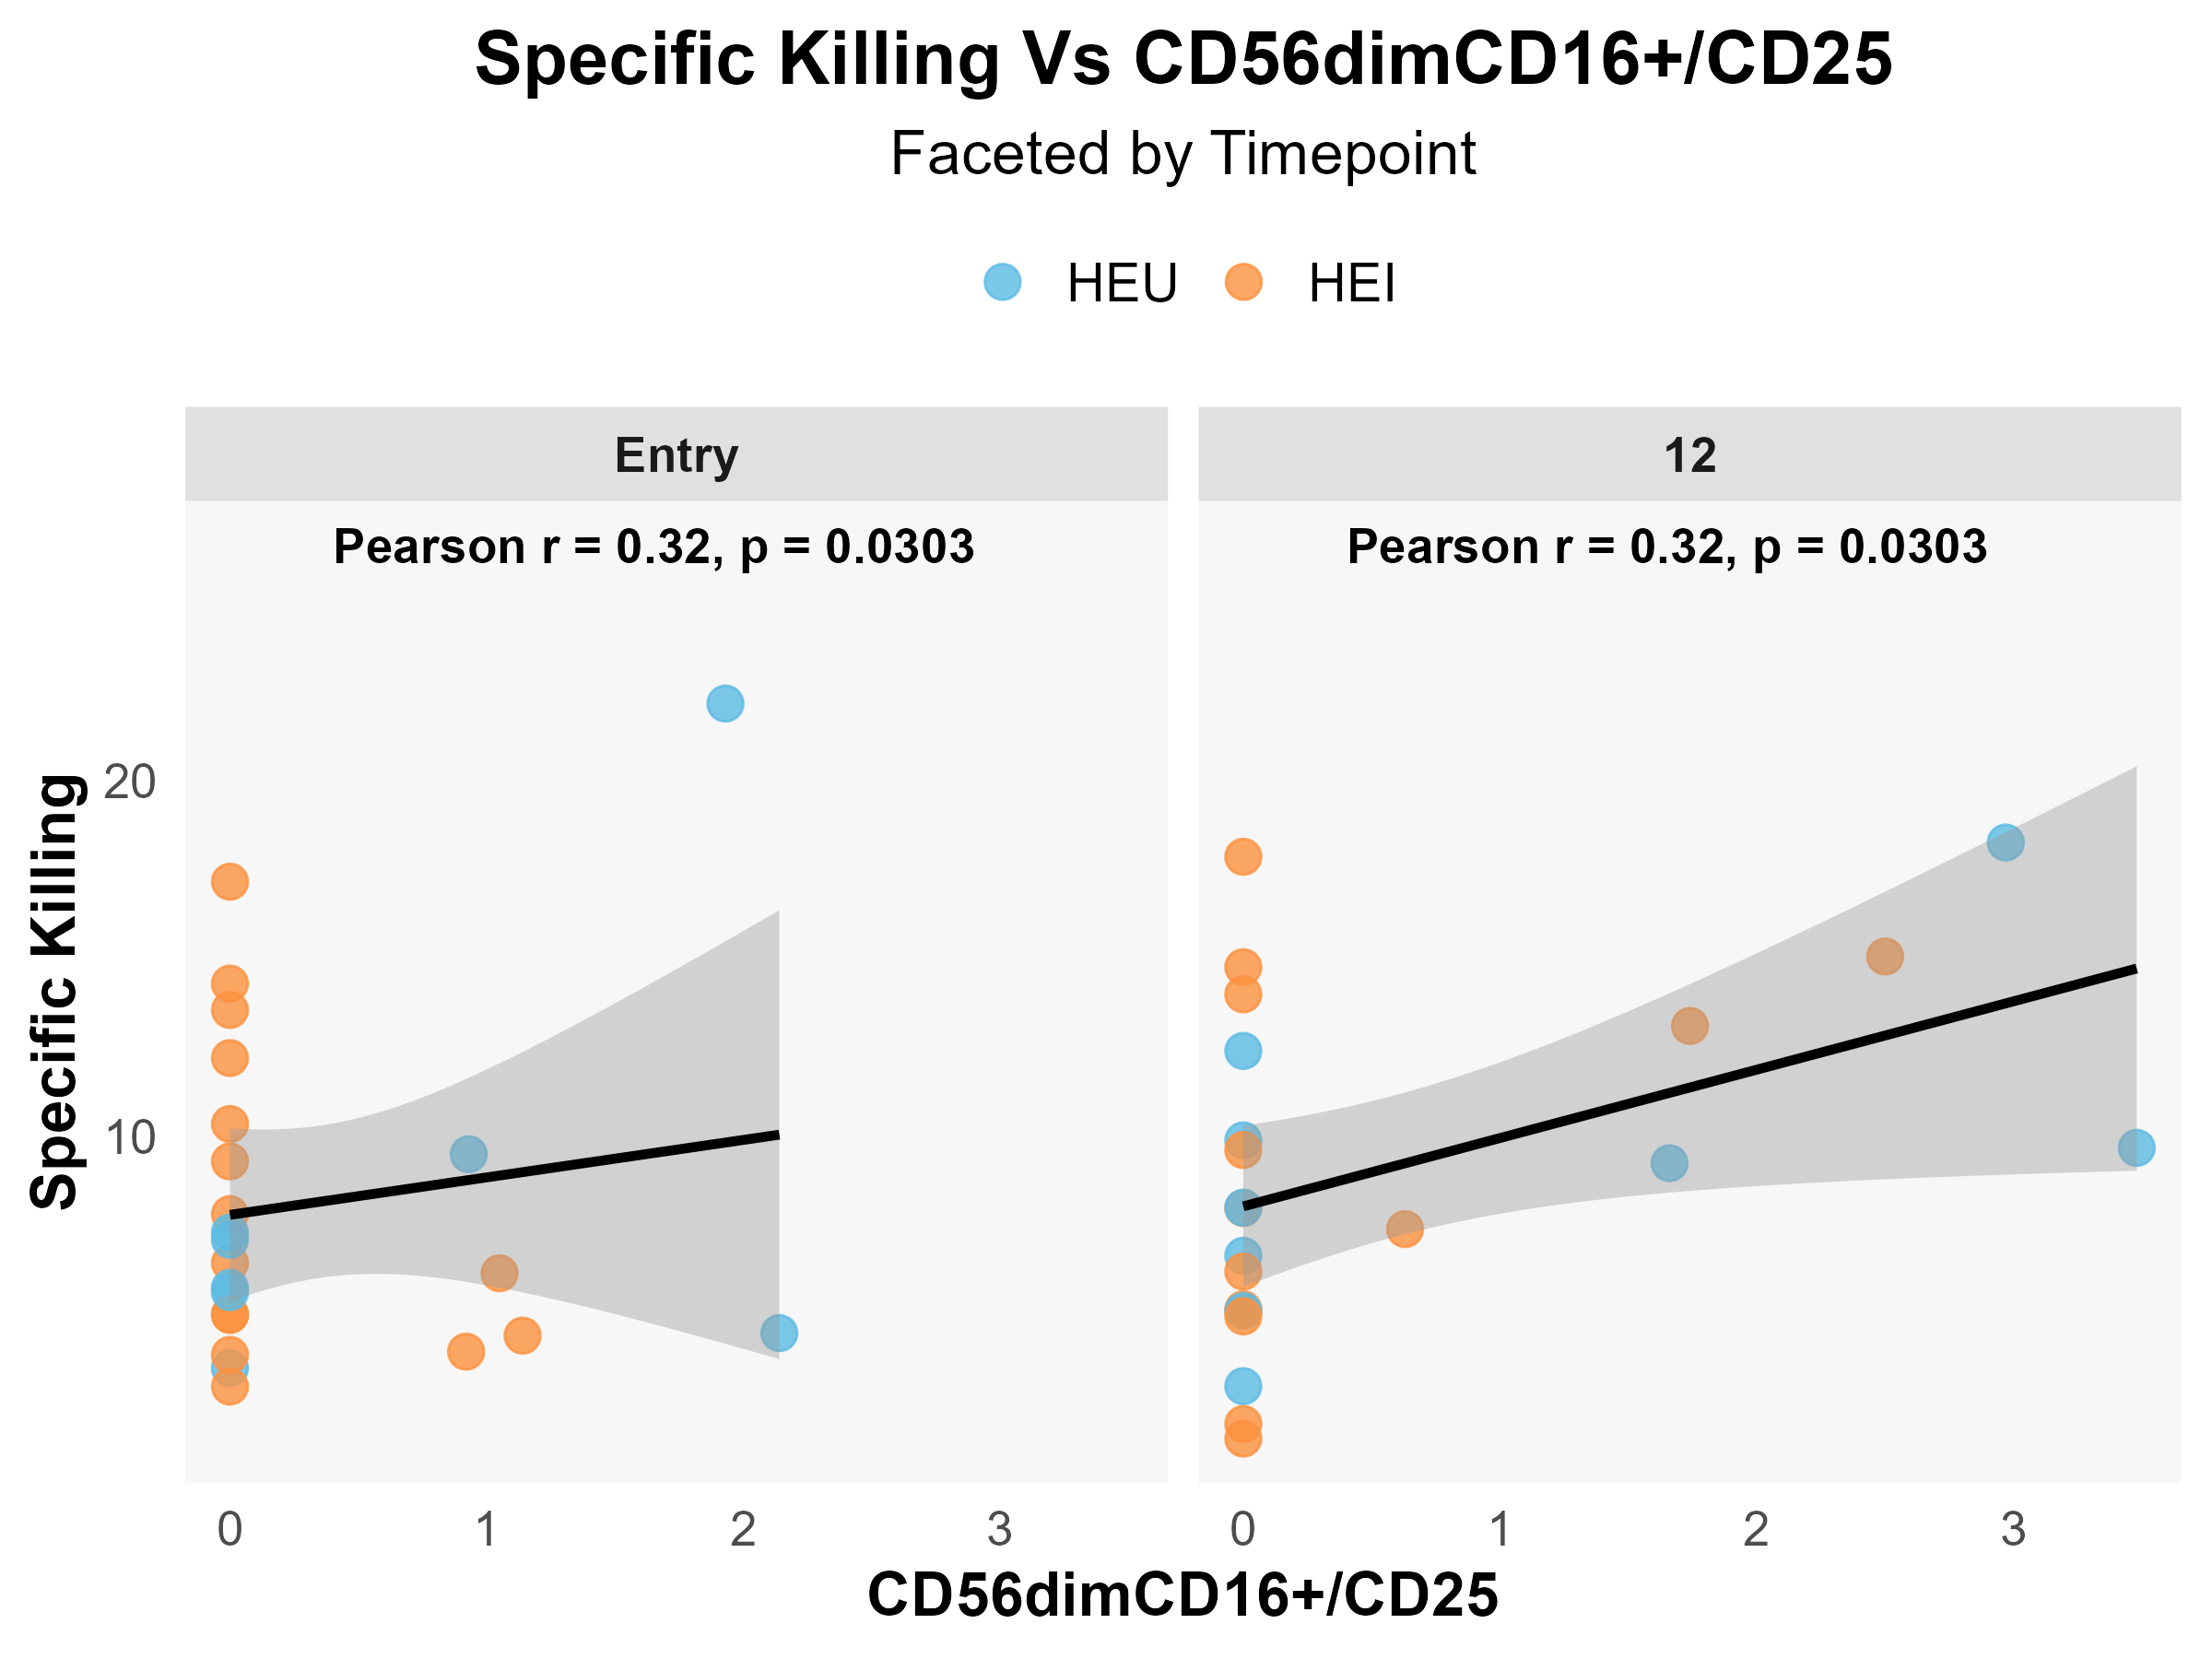 Specific Killing Vs CD56dimCD16+/CD25
Faceted by Timepoint
HEU HEI
Entry
12
Pearson r = 0.32, p = 0.0303
Pearson r = 0.32, p = 0.0303
Specific Killing
20
10
0 1 2 3
0 1 2 3
CD56dimCD16+/CD25